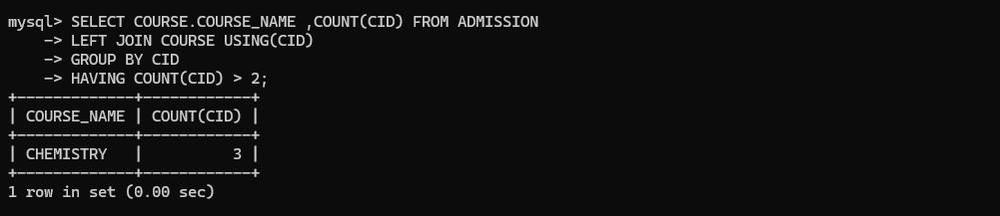 mysql> SELECT COURSE.COURSE_NAME ,COUNT(CID) FROM ADMISSION
    -> LEFT JOIN COURSE USING(CID)
    -> GROUP BY CID
    -> HAVING COUNT(CID) > 2;
+-------------+------------+
| COURSE_NAME | COUNT(CID) |
+-------------+------------+
| CHEMISTRY   |          3 |
+-------------+------------+
1 row in set (0.00 sec)